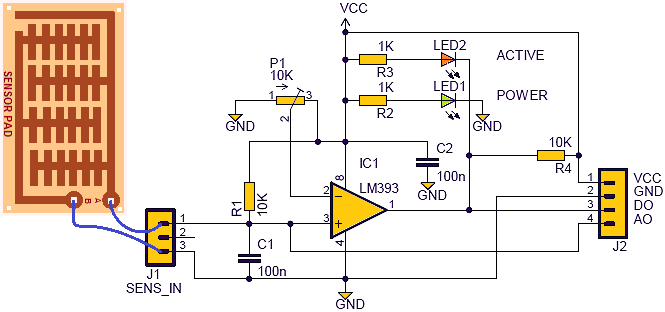 VCC
1K
LED2
ACTIVE
R3
P1
10K
1
3
2
GND
1K
LED1
POWER
R2
GND
SENSOR PAD
10K
R4
IC1
C2
100n
GND
8
LM393
R1
10K
2
3
1
4
B
A
1
2
3
J1
SENS_IN
C1
100n
GND
1
2
3
4
VCC
GND
DO
AO
J2